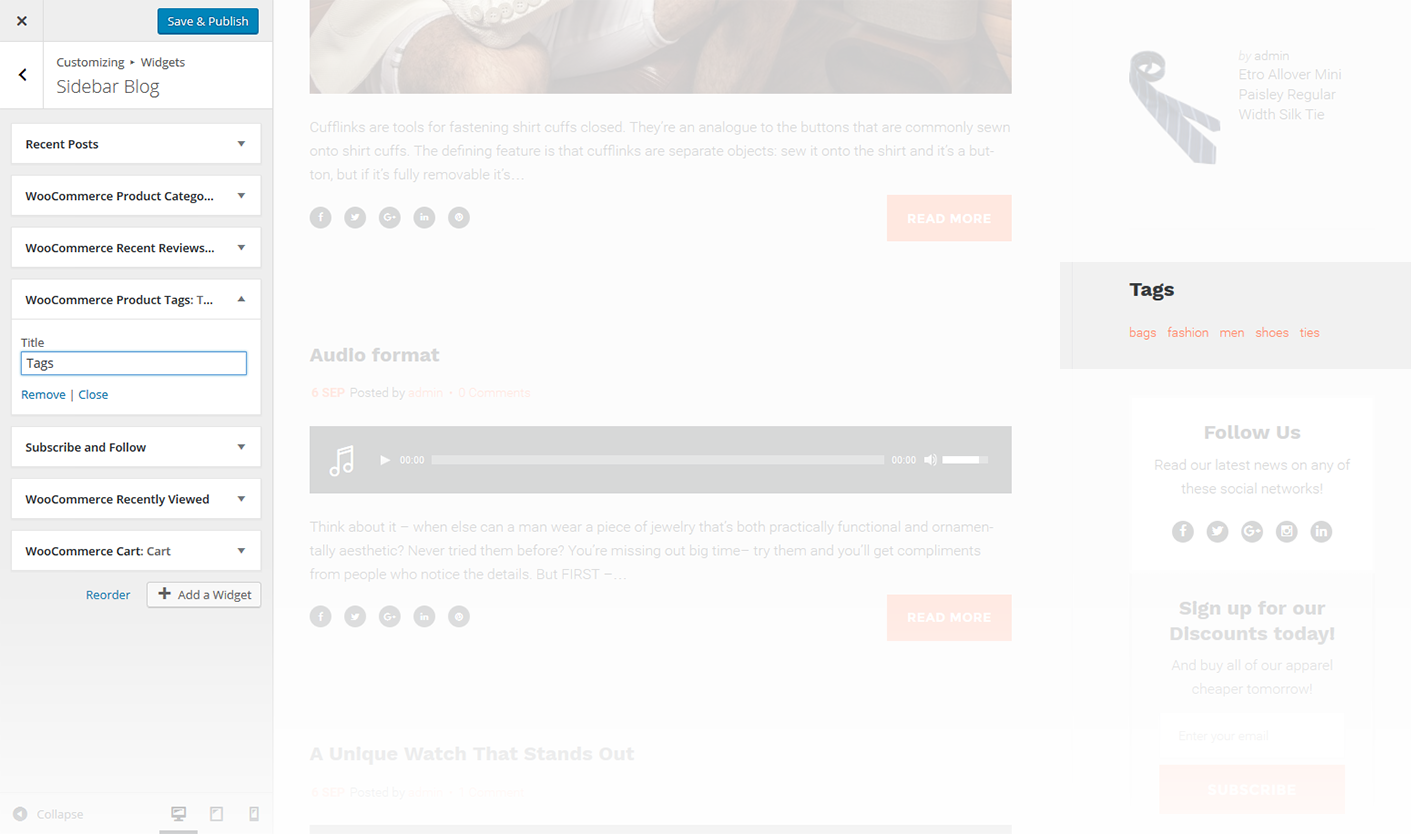 Save & Publish
Customizing ▸ Widgets
Sidebar Blog
Recent Posts
WooCommerce Product Catego...
WooCommerce Recent Reviews...
WooCommerce Product Tags: T...
Title
Tags
Remove | Close
Subscribe and Follow
WooCommerce Recently Viewed
WooCommerce Cart: Cart
Reorder
Add a Widget
Collapse
Cufflinks are tools for fastening shirt cuffs closed. They're an analogue to the buttons that are commonly sewn
onto shirt cuffs. The defining feature is that cufflinks are separate objects: sew it onto the shirt and it's a but-
ton, but if it's fully removable it's…
READ MORE
Audio format
6 SEP Posted by admin · 0 Comments
00:00
00:00
Think about it – when else can a man wear a piece of jewelry that's both practically functional and ornamen-
tally aesthetic? Never tried them before? You're missing out big time– try them and you'll get compliments
from people who notice the details. But FIRST –…
READ MORE
A Unique Watch That Stands Out
6 SEP Posted by admin
by admin
Etro Allover Mini
Paisley Regular
Width Silk Tie
Tags
bags fashion men shoes ties
Follow Us
Read our latest news on any of
these social networks!
Sign up for our
Discounts today!
And buy all of our apparel
cheaper tomorrow!
Enter your email
SUBSCRIBE